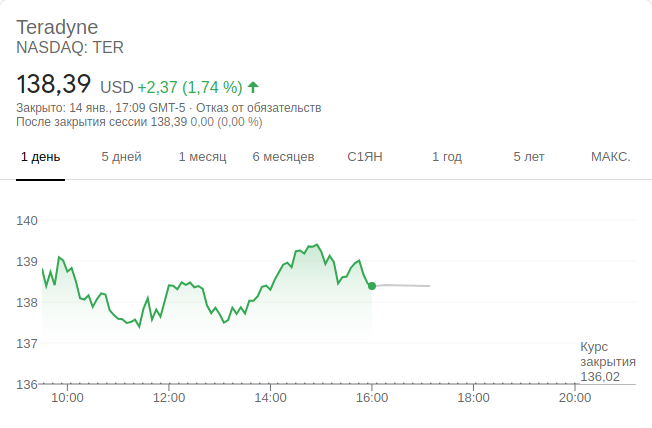 Teradyne
NASDAQ: TER
138,39 USD +2,37 (1,74 %)
Закрыто: 14 янв., 17:09 GMT-5 · Отказ от обязательств
После закрытия сессии 138,39 0,00 (0,00 %)
1 день 5 дней 1 месяц 6 месяцев С1ЯН 1 год 5 лет МАКС.
140
139
138
137
Курс
закрытия
136,02
136
10:00 12:00 14:00 16:00 18:00 20:00